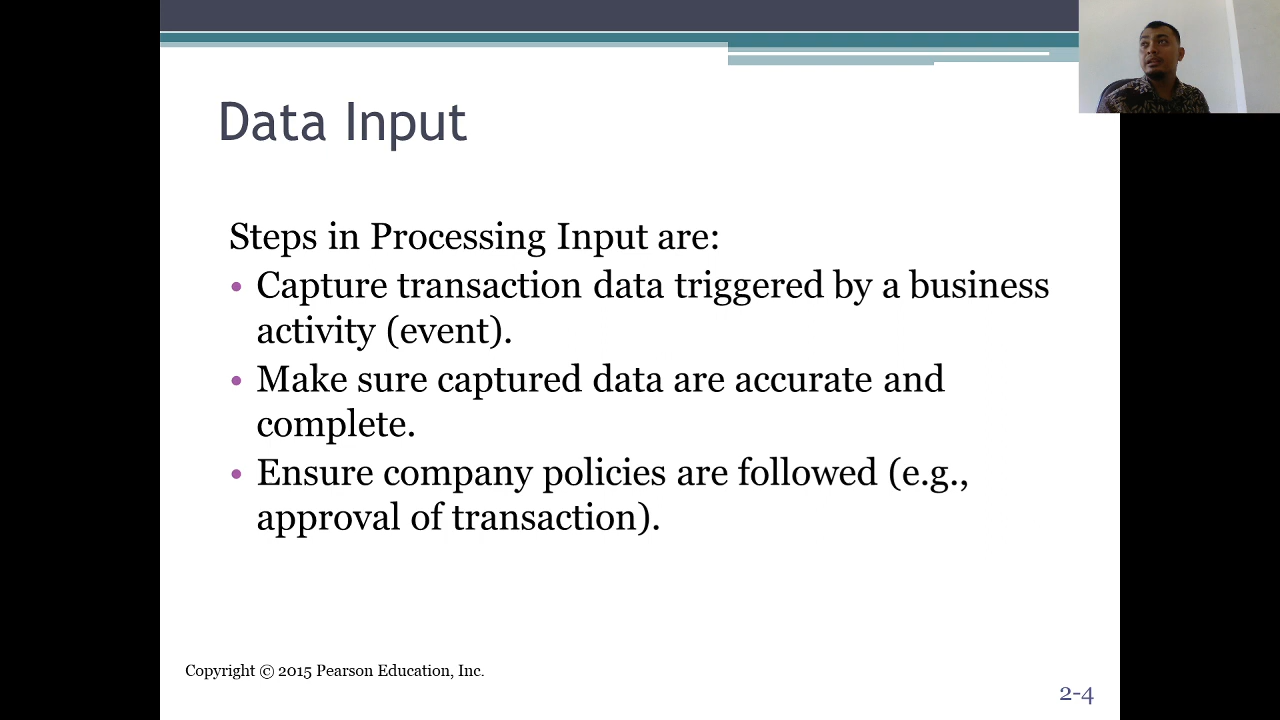 Data Input
Steps in Processing Input are:
• Capture transaction data triggered by a business
activity (event).
• Make sure captured data are accurate and
complete.
• Ensure company policies are followed (e.g.,
approval of transaction).
Copyright © 2015 Pearson Education, Inc.
2-4